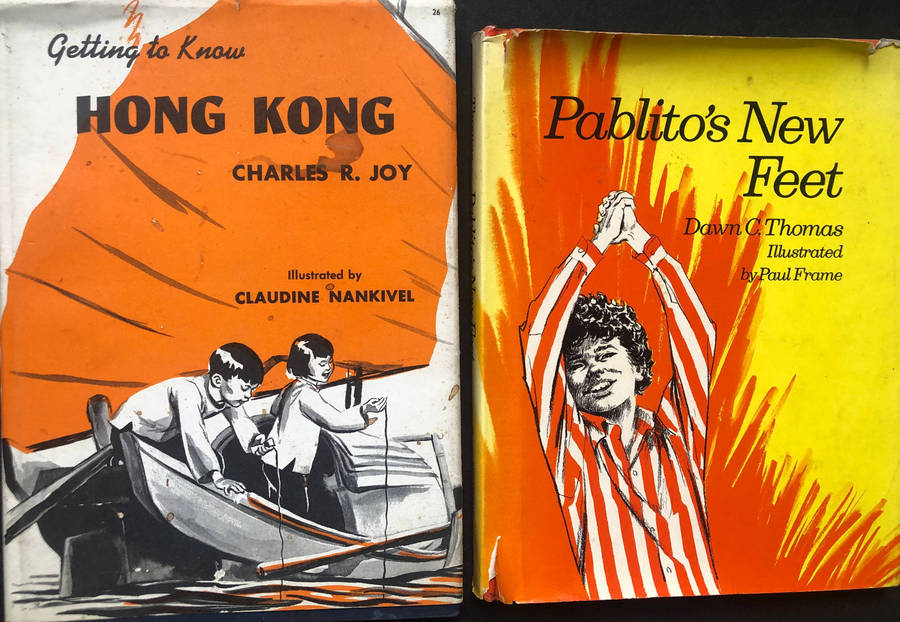 26
Getting to Know
HONG KONG
CHARLES R. JOY
Illustrated by
CLAUDINE NANKIVEL
Pablito's New
Feet
Dawn C. Thomas
Illustrated
by Paul Frame